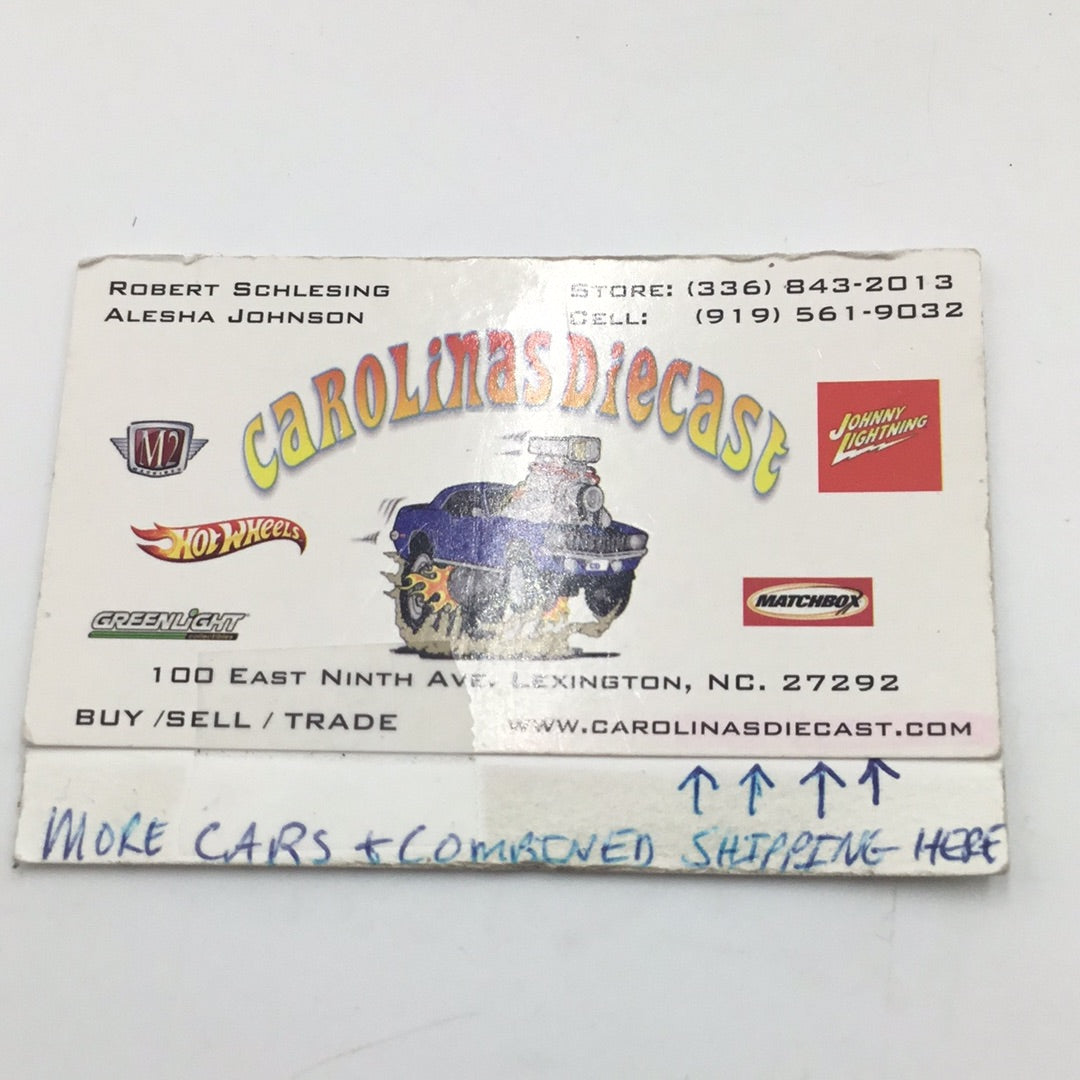 ROBERT SCHLESING
ALESHA JOHNSON
STORE: (336) 843-2013
CELL: (919) 561-9032
CAROLINAS DIECAST
M2
JOHNNY LIGHTNING
HOT WHEELS
MATCHBOX
GREENLIGHT
collectibles
100 EAST NINTH AVE. LEXINGTON, NC. 27292
BUY /SELL / TRADE
WWW.CAROLINASDIECAST.COM
MORE CARS + COMBINED SHIPPING HERE